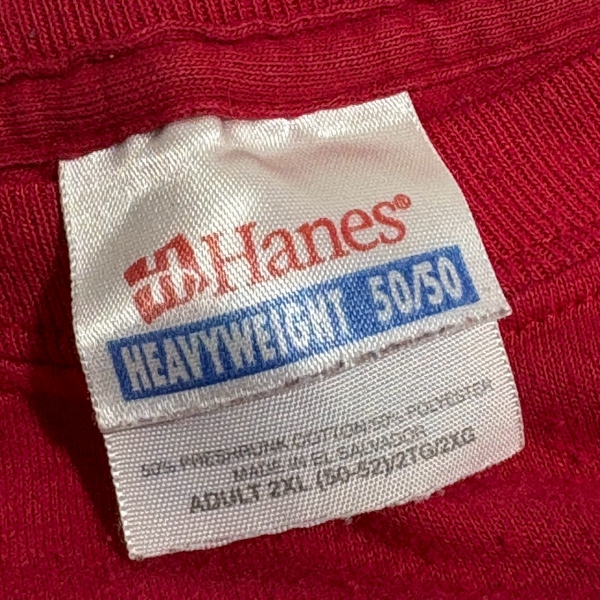 Hanes®
HEAVYWEIGHT 50/50
50% PRESHRUNK COTTON/50% POLYESTER
MADE IN EL SALVADOR
ADULT 2XL (50-52)/2TG/2XG